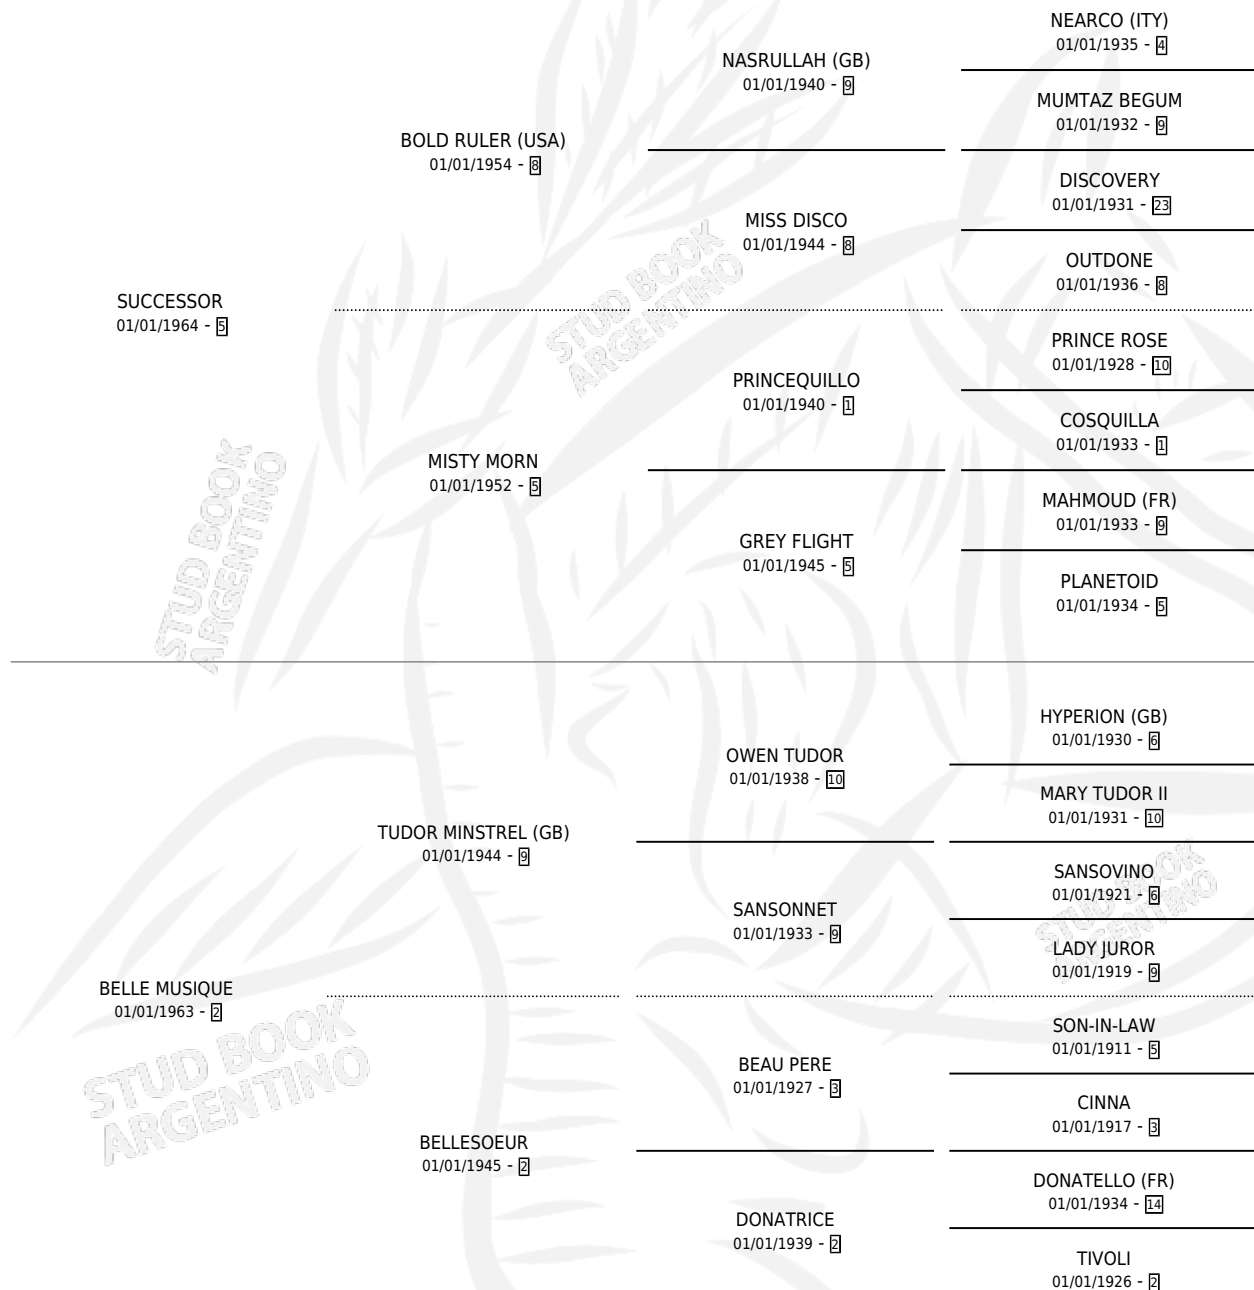 NEARCO (ITY)
01/01/1935 - 4
NASRULLAH (GB)
01/01/1940 - 9
MUMTAZ BEGUM
01/01/1932 - 9
BOLD RULER (USA)
01/01/1954 - 8
DISCOVERY
01/01/1931 - 23
MISS DISCO
01/01/1944 - 8
OUTDONE
01/01/1936 - 8
SUCCESSOR
01/01/1964 - 5
STUD BOOK
ARGENTINO
PRINCE ROSE
01/01/1928 - 10
PRINCEQUILLO
01/01/1940 - 1
COSQUILLA
01/01/1933 - 1
MISTY MORN
01/01/1952 - 5
MAHMOUD (FR)
01/01/1933 - 9
GREY FLIGHT
01/01/1945 - 5
PLANETOID
01/01/1934 - 5
STUD BOOK
ARGENTINO
HYPERION (GB)
01/01/1930 - 6
OWEN TUDOR
01/01/1938 - 10
MARY TUDOR II
01/01/1931 - 10
TUDOR MINSTREL (GB)
01/01/1944 - 9
SANSOVINO
01/01/1921 - 6
SANSONNET
01/01/1933 - 9
STUD BOOK
ARGENTINO
LADY JUROR
01/01/1919 - 9
BELLE MUSIQUE
01/01/1963 - 2
STUD BOOK
ARGENTINO
SON-IN-LAW
01/01/1911 - 5
BEAU PERE
01/01/1927 - 3
CINNA
01/01/1917 - 3
BELLESOEUR
01/01/1945 - 2
DONATELLO (FR)
01/01/1934 - 14
DONATRICE
01/01/1939 - 2
TIVOLI
01/01/1926 - 2